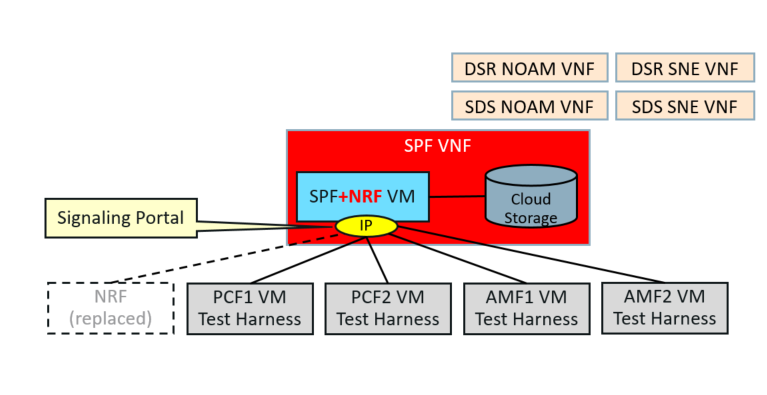 DSR NOAM VNF
DSR SNE VNF
SDS NOAM VNF
SDS SNE VNF
SPF VNF
SPF+NRF VM
Cloud
Storage
Signaling Portal
IP
NRF
(replaced)
PCF1 VM
Test Harness
PCF2 VM
Test Harness
AMF1 VM
Test Harness
AMF2 VM
Test Harness